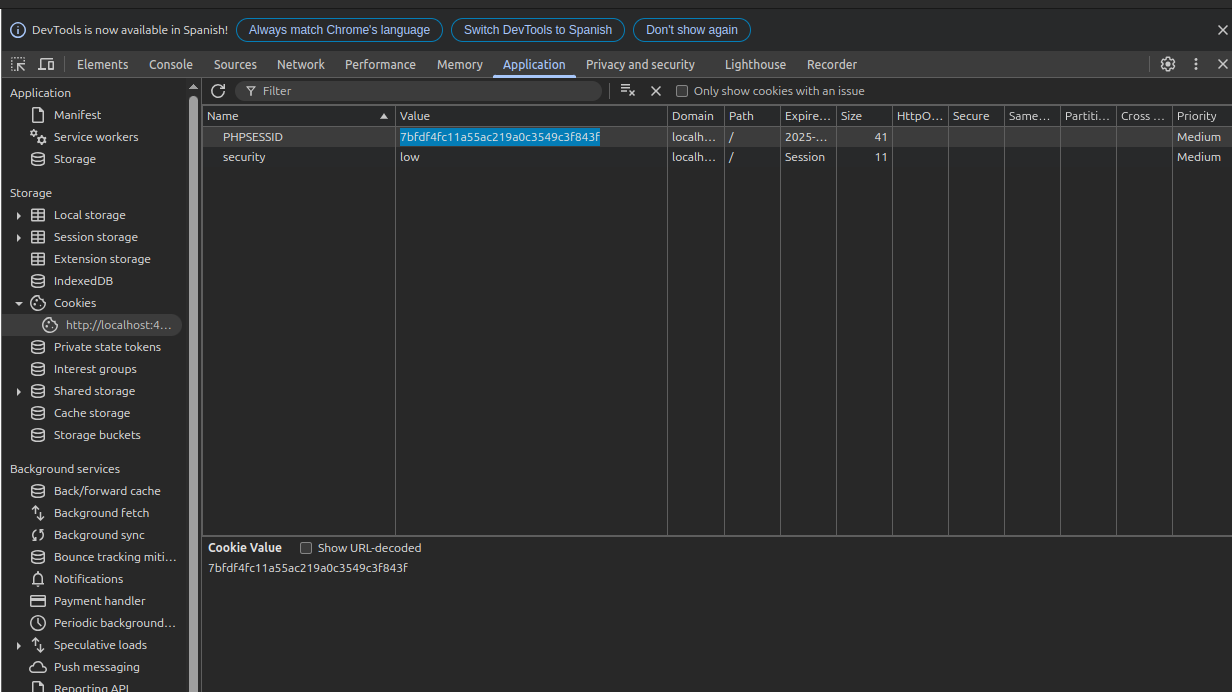 DevTools is now available in Spanish! Always match Chrome's language Switch DevTools to Spanish Don't show again
Elements Console Sources Network Performance Memory Application Privacy and security Lighthouse Recorder
Application
Manifest
Service workers
Storage
Storage
Local storage
Session storage
Extension storage
IndexedDB
Cookies
http://localhost:4...
Private state tokens
Interest groups
Shared storage
Cache storage
Storage buckets
Background services
Back/forward cache
Background fetch
Background sync
Bounce tracking miti...
Notifications
Payment handler
Periodic background...
Speculative loads
Push messaging
Reporting API
Filter Only show cookies with an issue
Name Value Domain Path Expire... Size HttpO... Secure Same... Partiti... Cross ... Priority
PHPSESSID 7bfdf4fc11a55ac219a0c3549c3f843f localh... / 2025-... 41 Medium
security low localh... / Session 11 Medium
Cookie Value Show URL-decoded
7bfdf4fc11a55ac219a0c3549c3f843f